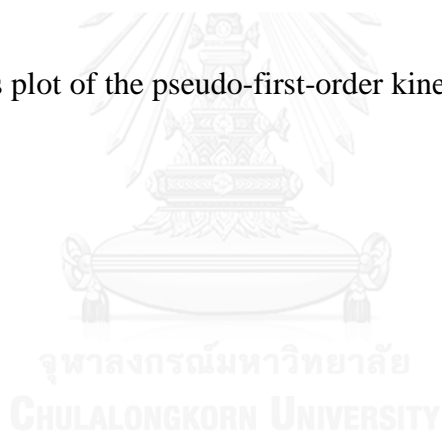 s plot of the pseudo-first-order kine
จุฬาลงกรณ์มหาวิทยาลัย
CHULALONGKORN UNIVERSITY